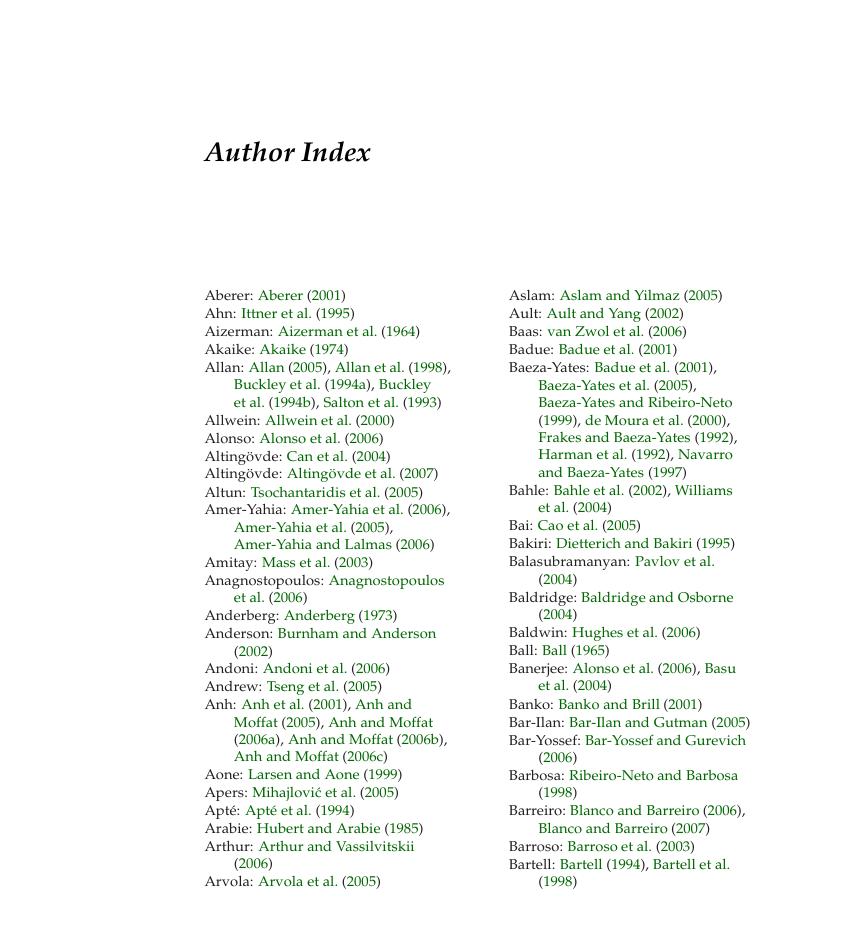 Author Index
Aberer: Aberer (2001)
Ahn: Ittner et al. (1995)
Aizerman: Aizerman et al. (1964)
Akaike: Akaike (1974)
Allan: Allan (2005), Allan et al. (1998),
Buckley et al. (1994a), Buckley
et al. (1994b), Salton et al. (1993)
Allwein: Allwein et al. (2000)
Alonso: Alonso et al. (2006)
Altingövde: Can et al. (2004)
Altingövde: Altingövde et al. (2007)
Altun: Tsochantaridis et al. (2005)
Amer-Yahia: Amer-Yahia et al. (2006),
Amer-Yahia et al. (2005),
Amer-Yahia and Lalmas (2006)
Amitay: Mass et al. (2003)
Anagnostopoulos: Anagnostopoulos
et al. (2006)
Anderberg: Anderberg (1973)
Anderson: Burnham and Anderson
(2002)
Andoni: Andoni et al. (2006)
Andrew: Tseng et al. (2005)
Anh: Anh et al. (2001), Anh and
Moffat (2005), Anh and Moffat
(2006a), Anh and Moffat (2006b),
Anh and Moffat (2006c)
Aone: Larsen and Aone (1999)
Apers: Mihajlović et al. (2005)
Apté: Apté et al. (1994)
Arabie: Hubert and Arabie (1985)
Arthur: Arthur and Vassilvitskii
(2006)
Arvola: Arvola et al. (2005)
Aslam: Aslam and Yilmaz (2005)
Ault: Ault and Yang (2002)
Baas: van Zwol et al. (2006)
Badue: Badue et al. (2001)
Baeza-Yates: Badue et al. (2001),
Baeza-Yates et al. (2005),
Baeza-Yates and Ribeiro-Neto
(1999), de Moura et al. (2000),
Frakes and Baeza-Yates (1992),
Harman et al. (1992), Navarro
and Baeza-Yates (1997)
Bahle: Bahle et al. (2002), Williams
et al. (2004)
Bai: Cao et al. (2005)
Bakiri: Dietterich and Bakiri (1995)
Balasubramanyan: Pavlov et al.
(2004)
Baldridge: Baldridge and Osborne
(2004)
Baldwin: Hughes et al. (2006)
Ball: Ball (1965)
Banerjee: Alonso et al. (2006), Basu
et al. (2004)
Banko: Banko and Brill (2001)
Bar-Ilan: Bar-Ilan and Gutman (2005)
Bar-Yossef: Bar-Yossef and Gurevich
(2006)
Barbosa: Ribeiro-Neto and Barbosa
(1998)
Barreiro: Blanco and Barreiro (2006),
Blanco and Barreiro (2007)
Barroso: Barroso et al. (2003)
Bartell: Bartell (1994), Bartell et al.
(1998)